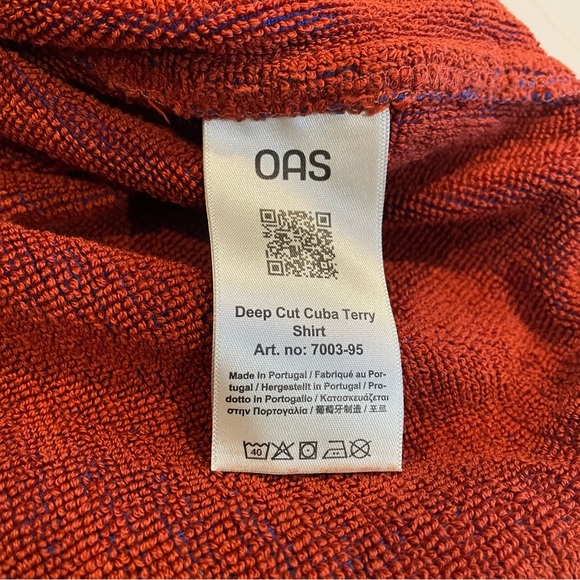 OAS
Deep Cut Cuba Terry
Shirt
Art. no: 7003-95
Made in Portugal / Fabriqué au Por-
tugal / Hergestellt in Portugal / Pro-
dotto in Portogallo / Κατασκευάζεται
στην Πορτογαλία / 葡萄牙制造 / 포르
40